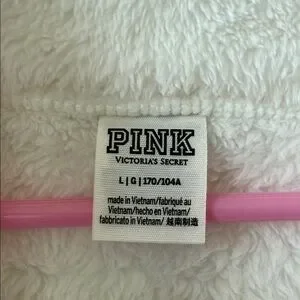 PINK
VICTORIA'S SECRET
L | G | 170/104A
made in Vietnam/fabriqué au
Vietnam/hecho en Vietnam/
fabbricato in Vietnam/ 越南制造